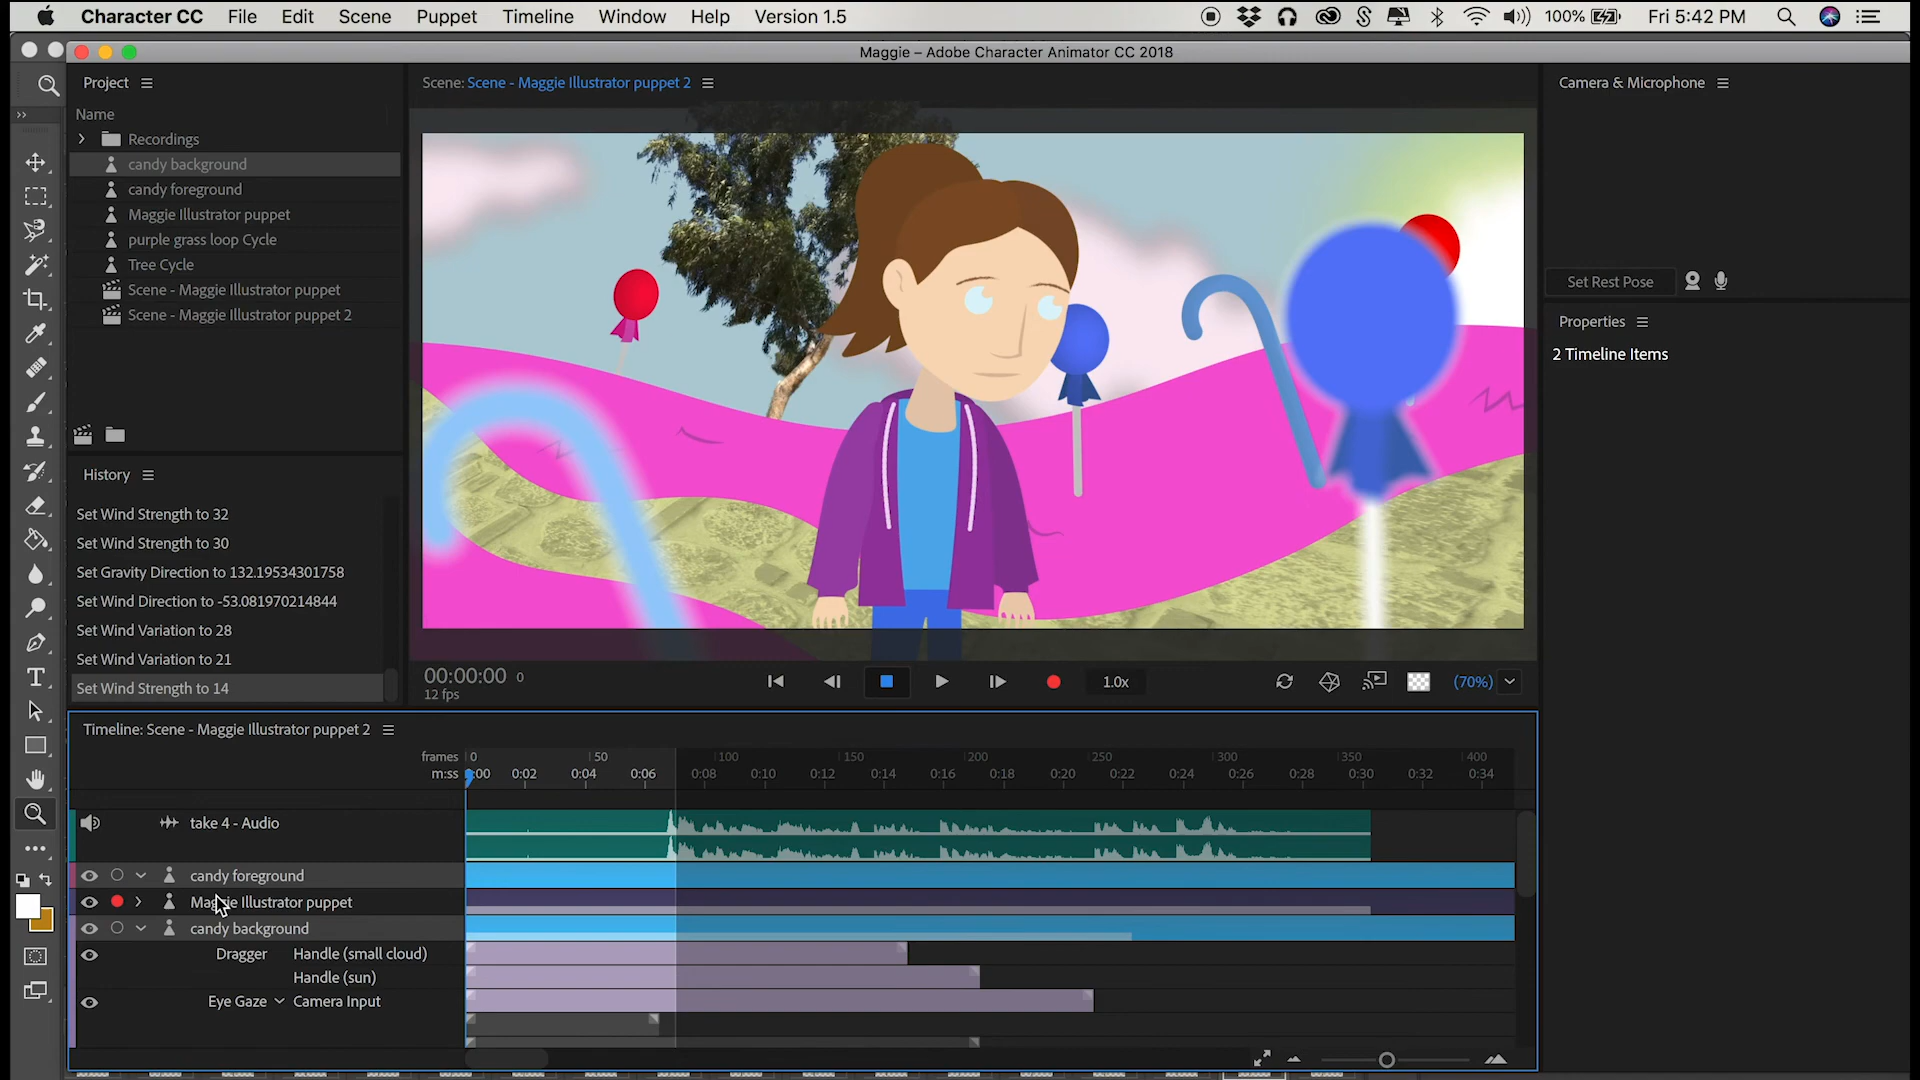 Character CC File Edit Scene Puppet Timeline Window Help Version 1.5 100% Fri 5:42 PM
Maggie – Adobe Character Animator CC 2018
Project
Scene: Scene - Maggie Illustrator puppet 2
Camera & Microphone
Name
Recordings
candy background
candy foreground
Maggie Illustrator puppet
purple grass loop Cycle
Tree Cycle
Scene - Maggie Illustrator puppet
Scene - Maggie Illustrator puppet 2
Set Rest Pose
Properties
2 Timeline Items
History
Set Wind Strength to 32
Set Wind Strength to 30
Set Gravity Direction to 132.19534301758
Set Wind Direction to -53.081970214844
Set Wind Variation to 28
Set Wind Variation to 21
Set Wind Strength to 14
00:00:00 0
12 fps
1.0x
(70%)
Timeline: Scene - Maggie Illustrator puppet 2
frames 0 50 100 150 200 250 300 350 400
m:ss 0:00 0:02 0:04 0:06 0:08 0:10 0:12 0:14 0:16 0:18 0:20 0:22 0:24 0:26 0:28 0:30 0:32 0:34
take 4 - Audio
candy foreground
Maggie Illustrator puppet
candy background
Dragger Handle (small cloud)
Handle (sun)
Eye Gaze Camera Input